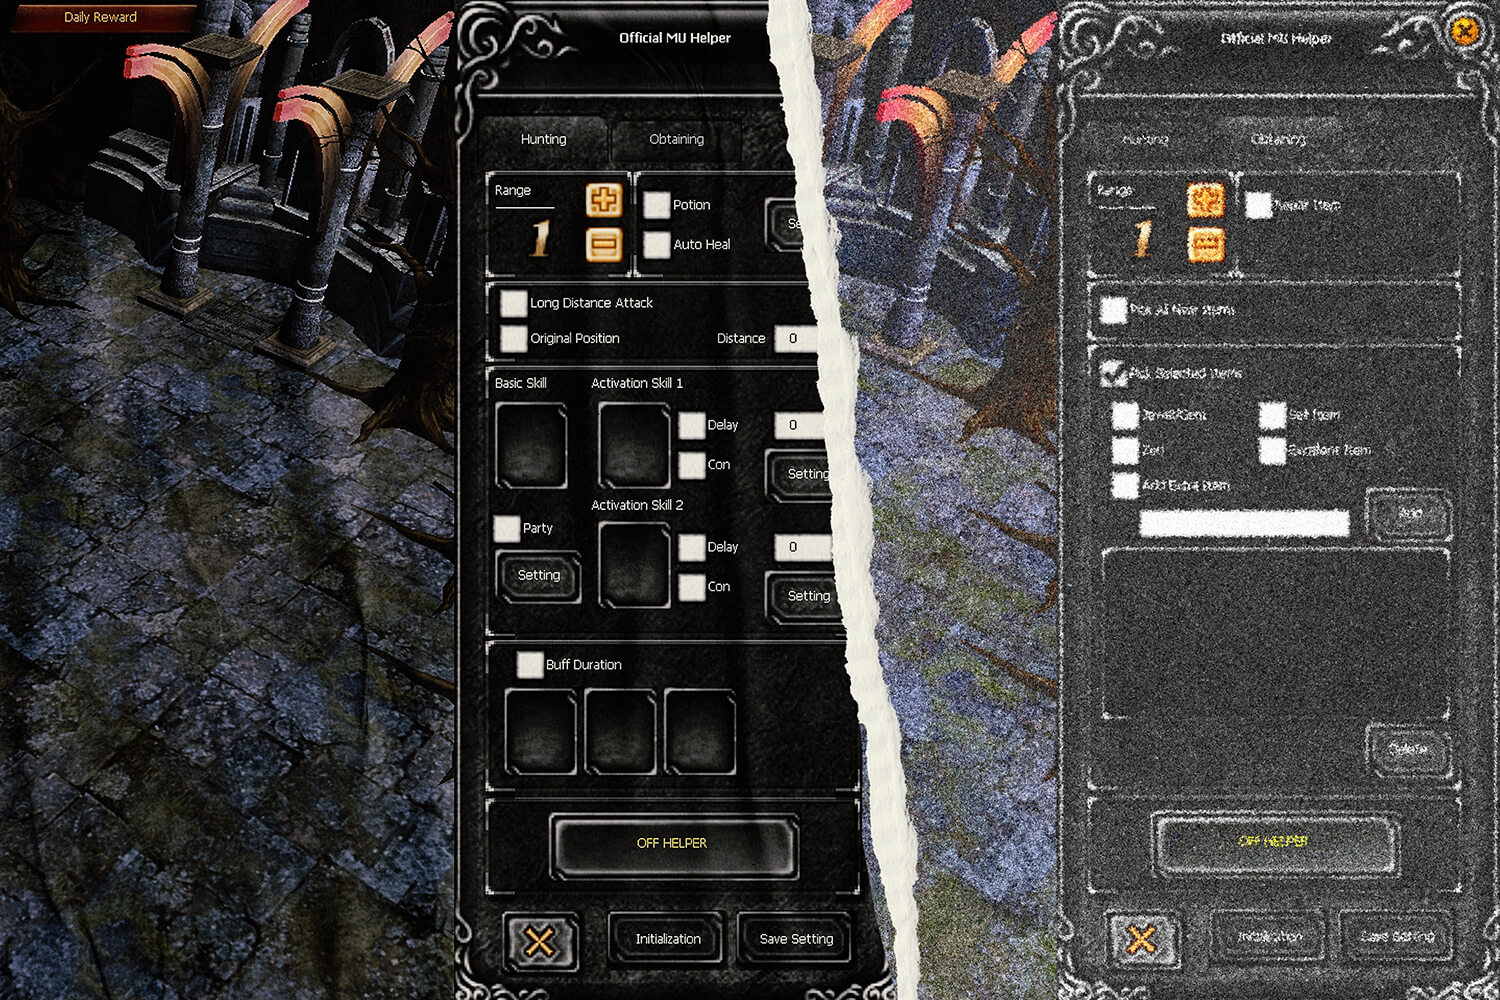 Daily Reward
Official MU Helper
Hunting
Obtaining
Range
1
Potion
Auto Heal
Se
Long Distance Attack
Original Position
Distance
0
Basic Skill
Activation Skill 1
Delay
0
Con
Setting
Activation Skill 2
Party
Delay
0
Setting
Con
Setting
Buff Duration
OFF HELPER
Initialization
Save Setting
Official MU Helper
Hunting
Obtaining
Range
1
Repair Item
Pick All Near Items
Pick Selected Items
Jewel/Gem
Set Item
Zen
Excellent Item
Add Extra Item
Add
Delete
OFF HELPER
Initialization
Save Setting